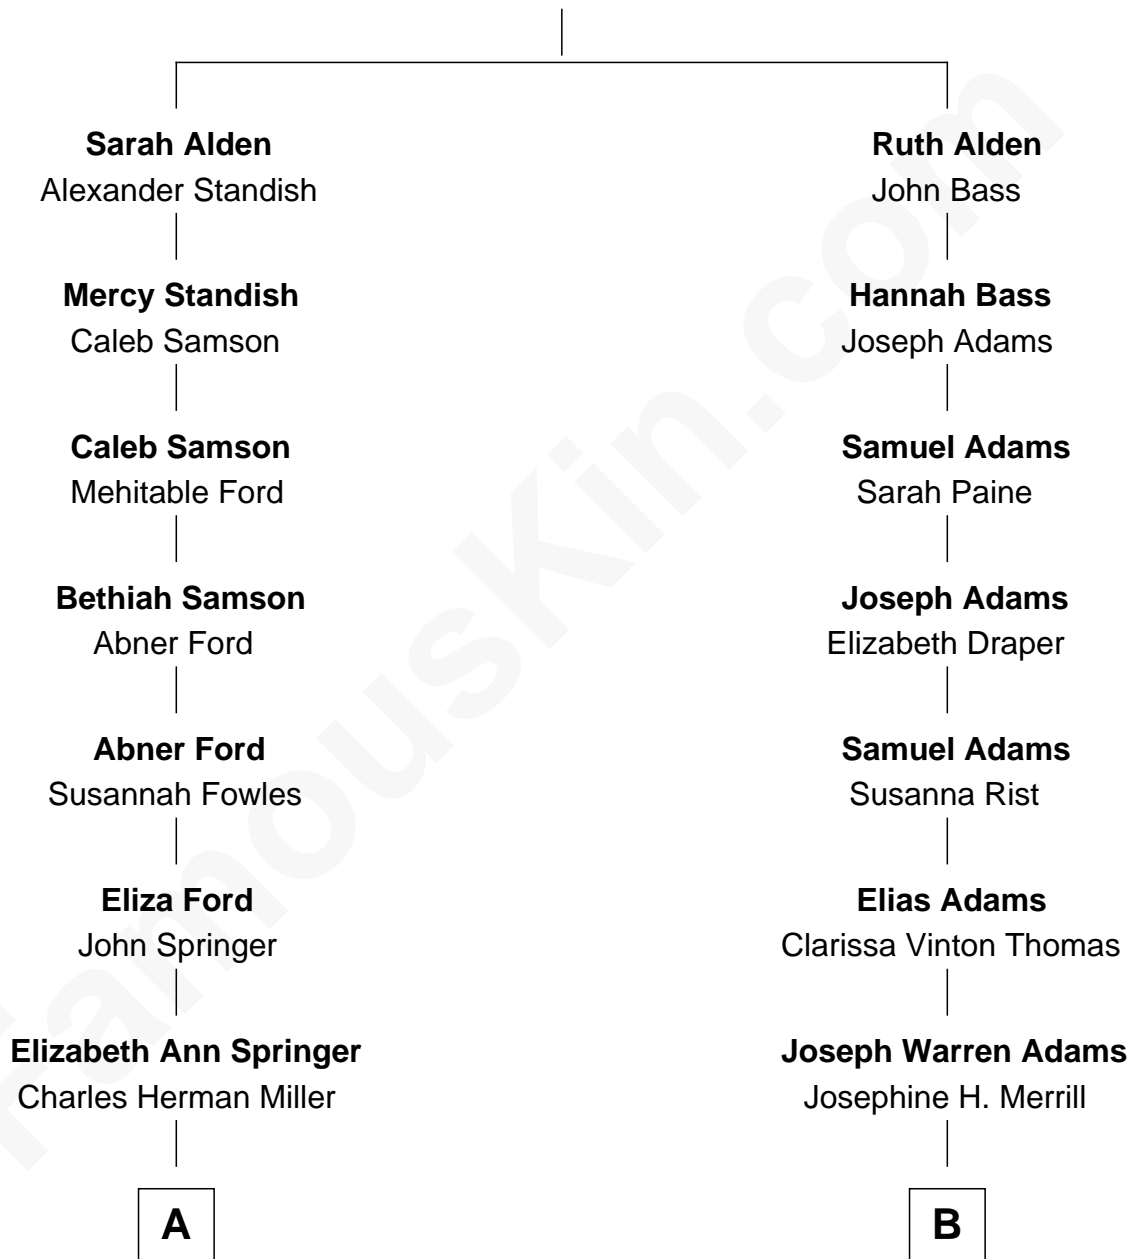 Sarah Alden
Alexander Standish
Ruth Alden
John Bass
Mercy Standish
Caleb Samson
Hannah Bass
Joseph Adams
Caleb Samson
Mehitable Ford
Samuel Adams
Sarah Paine
Bethiah Samson
Abner Ford
Joseph Adams
Elizabeth Draper
Abner Ford
Susannah Fowles
Samuel Adams
Susanna Rist
Eliza Ford
John Springer
Elias Adams
Clarissa Vinton Thomas
Elizabeth Ann Springer
Charles Herman Miller
Joseph Warren Adams
Josephine H. Merrill
A
B
FamousKin.com